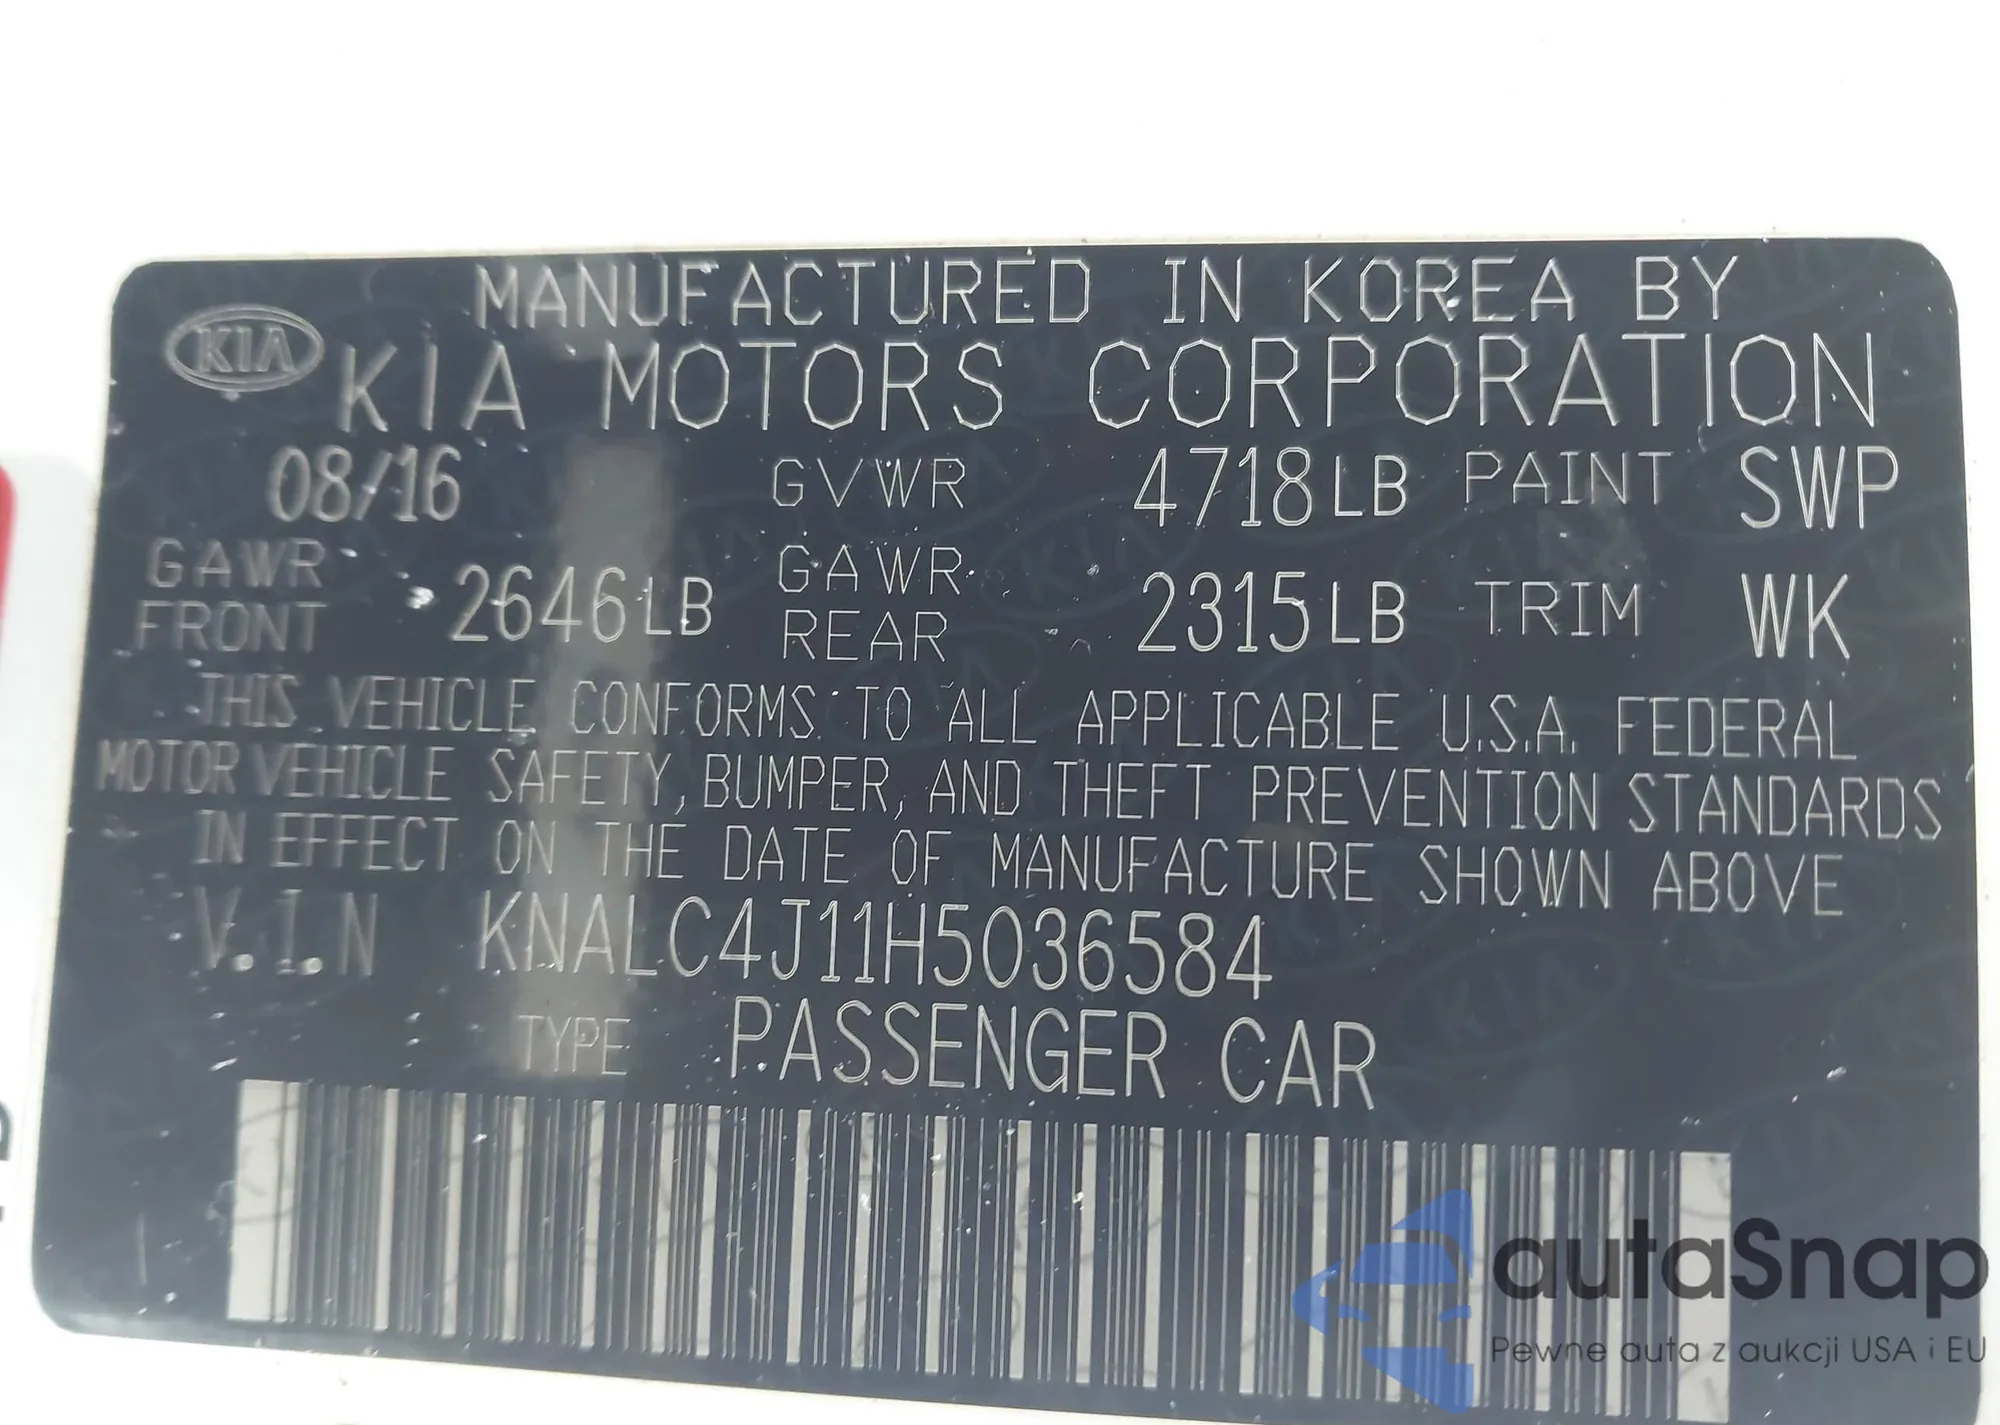 MANUFACTURED IN KOREA BY
KIA KIA MOTORS CORPORATION
08/16 GVWR 4718LB PAINT SWP
GAWR FRONT 2646LB GAWR REAR 2315LB TRIM WK
THIS VEHICLE CONFORMS TO ALL APPLICABLE U.S.A. FEDERAL
MOTOR VEHICLE SAFETY, BUMPER, AND THEFT PREVENTION STANDARDS
IN EFFECT ON THE DATE OF MANUFACTURE SHOWN ABOVE
V.I.N KNALC4J11H5036584
TYPE PASSENGER CAR
autaSnap
Pewne auta z aukcji USA i EU